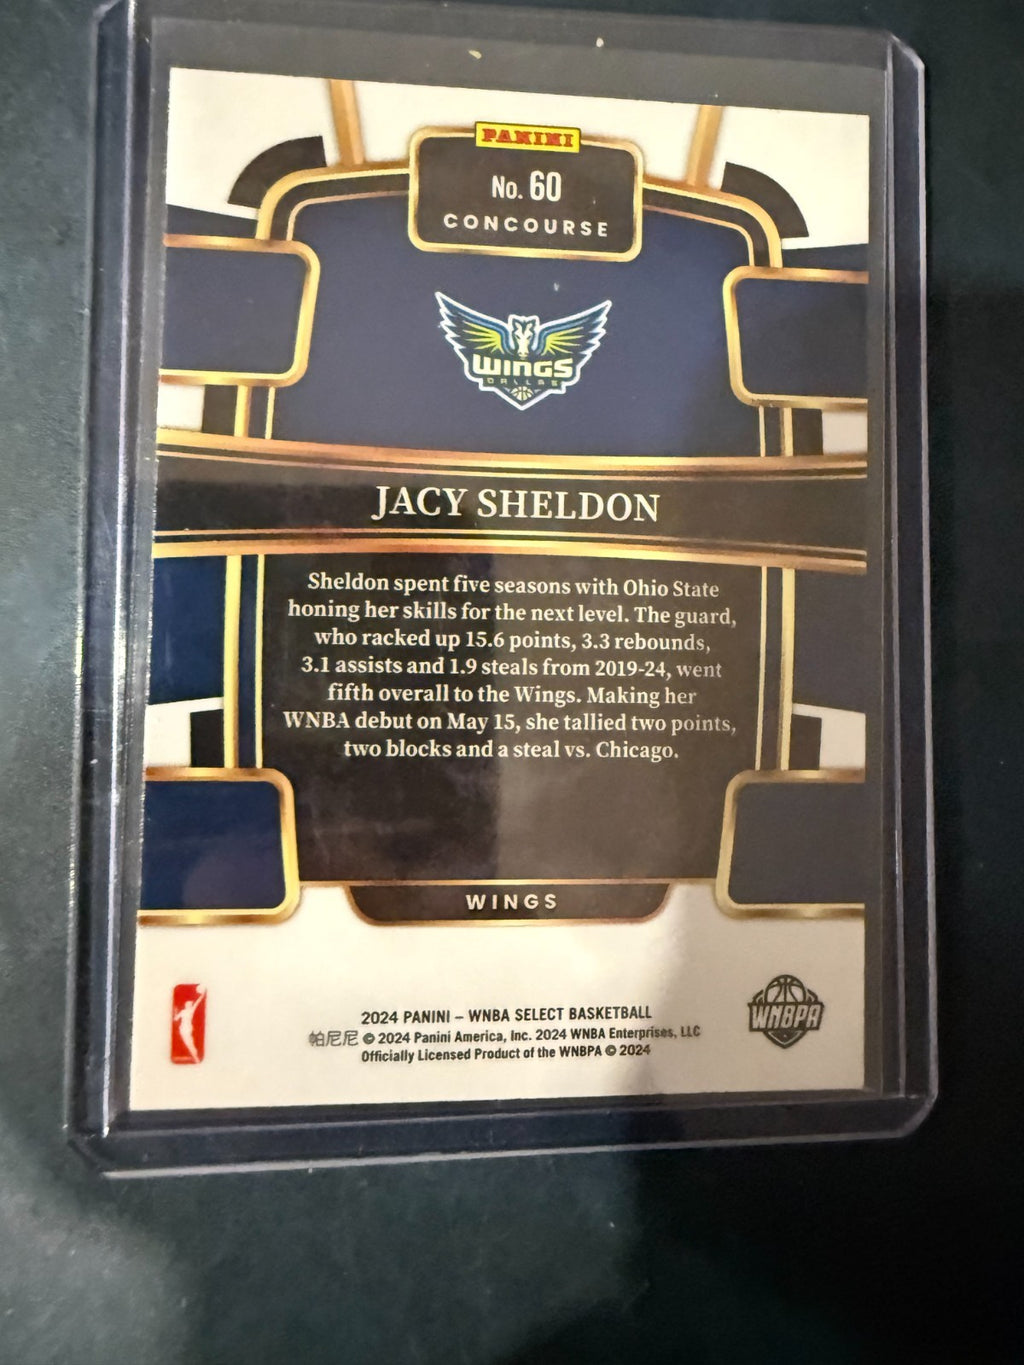 PANINI
No. 60
CONCOURSE
WINGS
DALLAS
JACY SHELDON
Sheldon spent five seasons with Ohio State
honing her skills for the next level. The guard,
who racked up 15.6 points, 3.3 rebounds,
3.1 assists and 1.9 steals from 2019-24, went
fifth overall to the Wings. Making her
WNBA debut on May 15, she tallied two points,
two blocks and a steal vs. Chicago.
WINGS
2024 PANINI – WNBA SELECT BASKETBALL
帕尼尼 © 2024 Panini America, Inc. 2024 WNBA Enterprises, LLC
Officially Licensed Product of the WNBPA © 2024
WNBPA